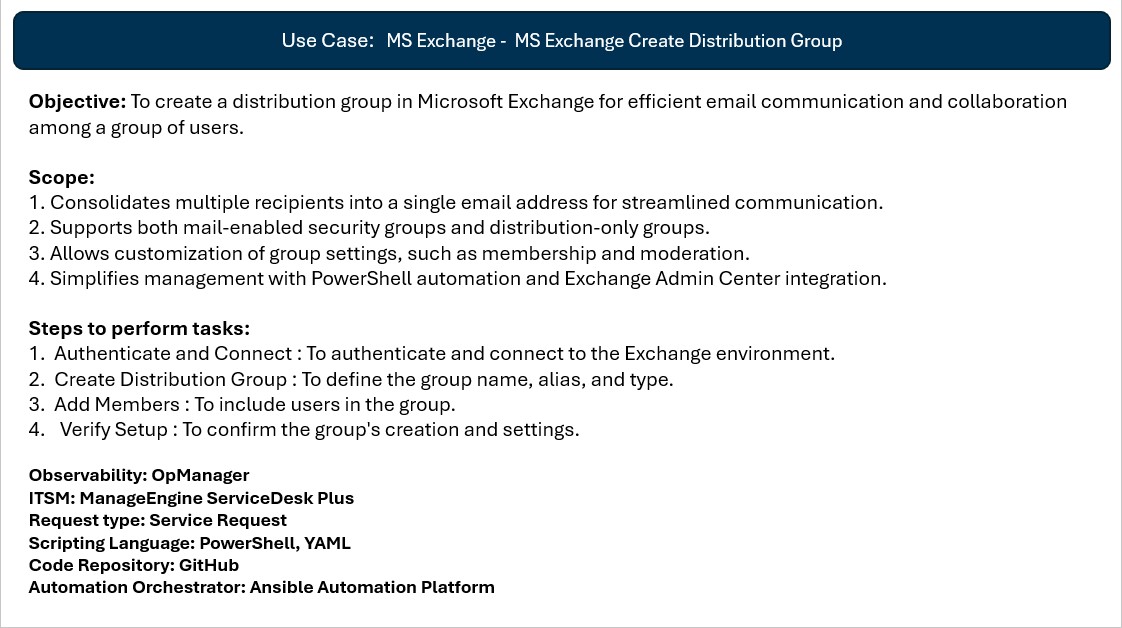 Use Case: MS Exchange - MS Exchange Create Distribution Group
Objective: To create a distribution group in Microsoft Exchange for efficient email communication and collaboration
among a group of users.
Scope:
1. Consolidates multiple recipients into a single email address for streamlined communication.
2. Supports both mail-enabled security groups and distribution-only groups.
3. Allows customization of group settings, such as membership and moderation.
4. Simplifies management with PowerShell automation and Exchange Admin Center integration.
Steps to perform tasks:
1. Authenticate and Connect : To authenticate and connect to the Exchange environment.
2. Create Distribution Group : To define the group name, alias, and type.
3. Add Members : To include users in the group.
4. Verify Setup : To confirm the group's creation and settings.
Observability: OpManager
ITSM: ManageEngine ServiceDesk Plus
Request type: Service Request
Scripting Language: PowerShell, YAML
Code Repository: GitHub
Automation Orchestrator: Ansible Automation Platform